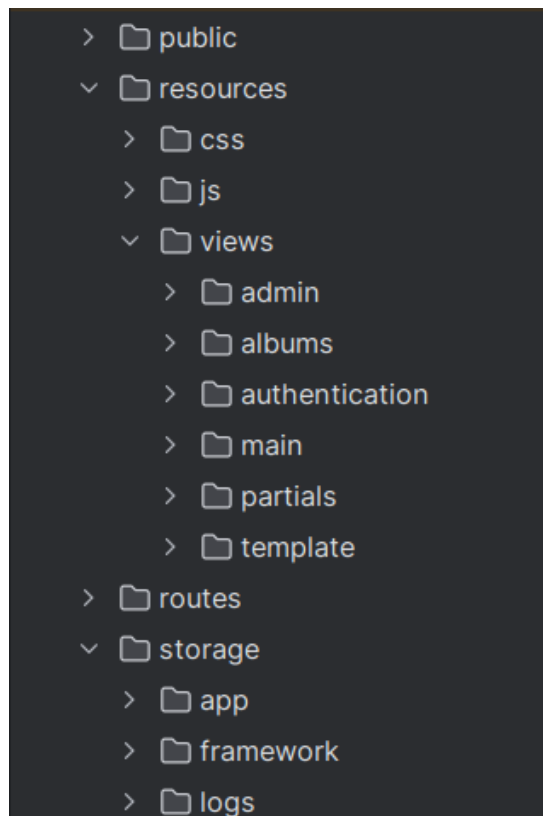 public
resources
css
js
views
admin
albums
authentication
main
partials
template
routes
storage
app
framework
logs